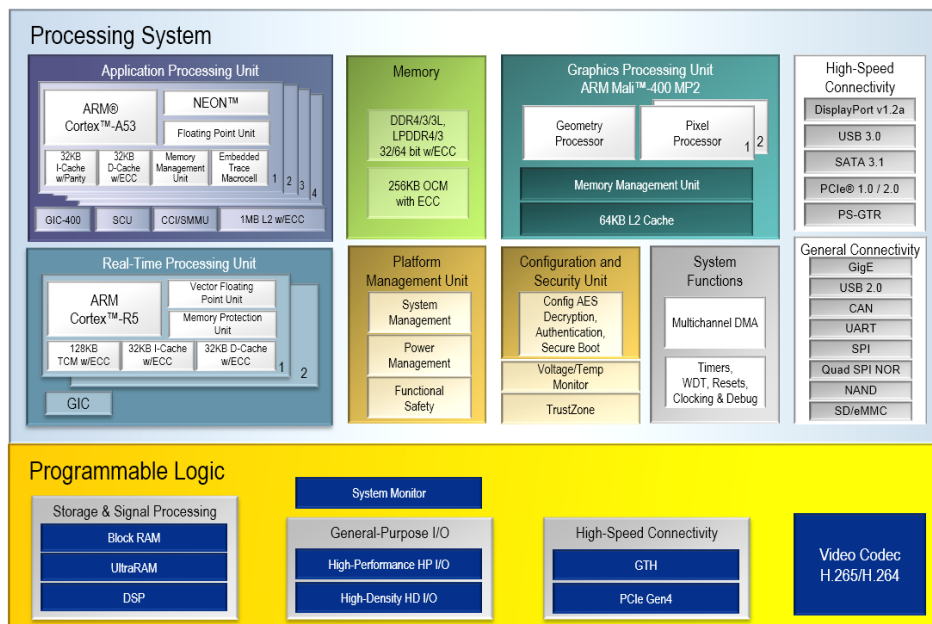 Processing System
Application Processing Unit
ARM®
Cortex™-A53
NEON™
Floating Point Unit
32KB
I-Cache
w/Parity
32KB
D-Cache
w/ECC
Memory
Management
Unit
Embedded
Trace
Macrocell
1
2
3
4
GIC-400
SCU
CCI/SMMU
1MB L2 w/ECC
Memory
DDR4/3/3L,
LPDDR4/3
32/64 bit w/ECC
256KB OCM
with ECC
Graphics Processing Unit
ARM Mali™-400 MP2
Geometry
Processor
Pixel
Processor
1
2
Memory Management Unit
64KB L2 Cache
High-Speed
Connectivity
DisplayPort v1.2a
USB 3.0
SATA 3.1
PCIe® 1.0 / 2.0
PS-GTR
Real-Time Processing Unit
ARM
Cortex™-R5
Vector Floating
Point Unit
Memory Protection
Unit
128KB
TCM w/ECC
32KB I-Cache
w/ECC
32KB D-Cache
w/ECC
1
2
GIC
Platform
Management Unit
System
Management
Power
Management
Functional
Safety
Configuration and
Security Unit
Config AES
Decryption,
Authentication,
Secure Boot
Voltage/Temp
Monitor
TrustZone
System
Functions
Multichannel DMA
Timers,
WDT, Resets,
Clocking & Debug
General Connectivity
GigE
USB 2.0
CAN
UART
SPI
Quad SPI NOR
NAND
SD/eMMC
Programmable Logic
Storage & Signal Processing
Block RAM
UltraRAM
DSP
System Monitor
General-Purpose I/O
High-Performance HP I/O
High-Density HD I/O
High-Speed Connectivity
GTH
PCIe Gen4
Video Codec
H.265/H.264